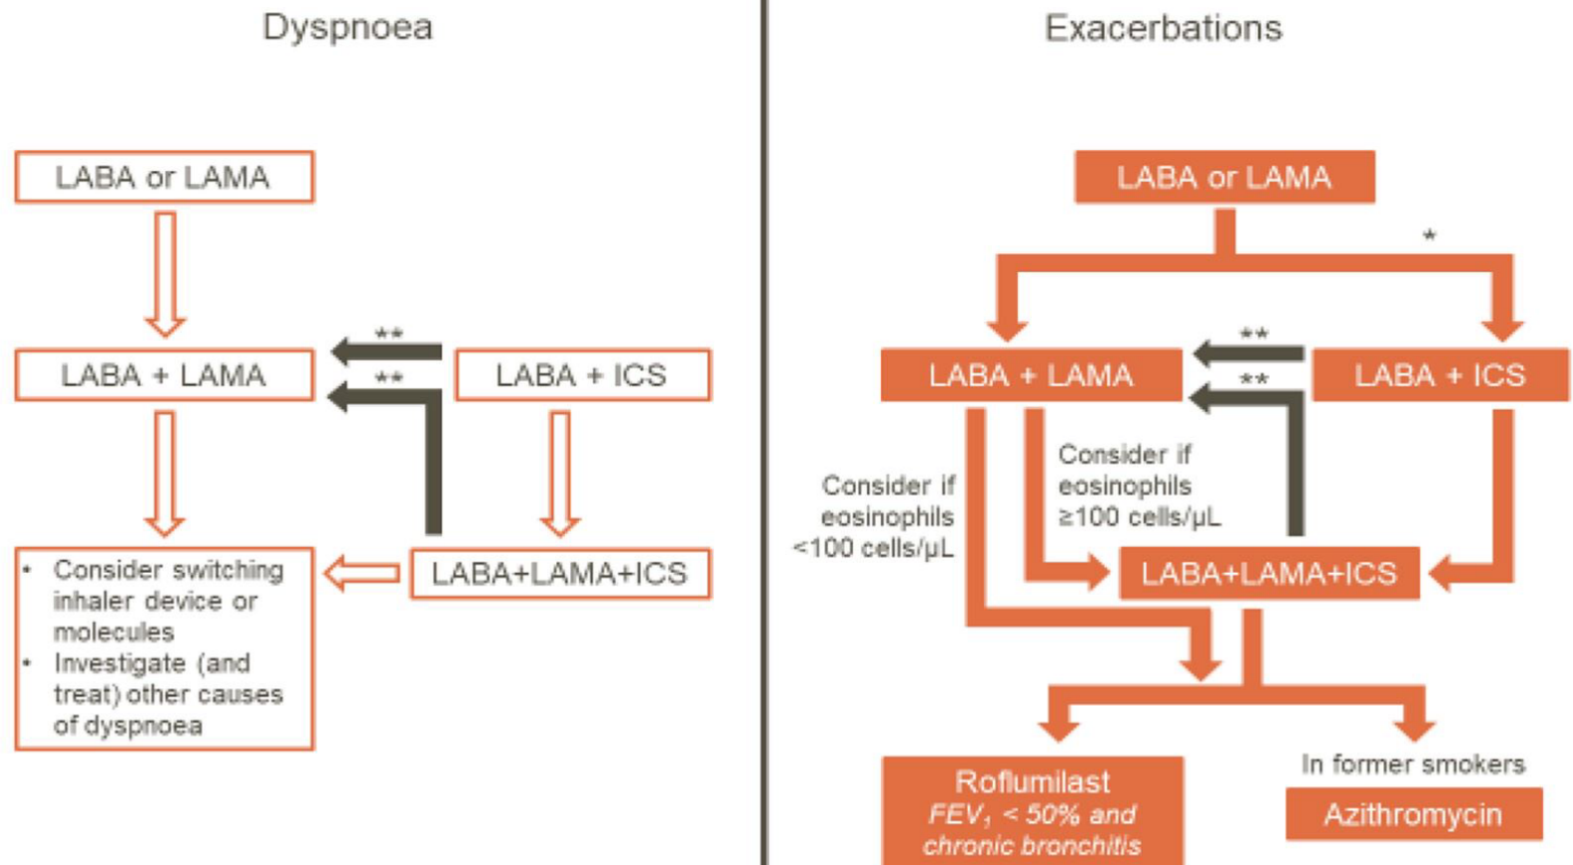 Dyspnoea
LABA or LAMA
**
LABA + LAMA
**
LABA + ICS
• Consider switching
inhaler device or
molecules
• Investigate (and
treat) other causes
of dyspnoea
LABA+LAMA+ICS
Exacerbations
LABA or LAMA
*
**
LABA + LAMA
**
LABA + ICS
Consider if
eosinophils
<100 cells/µL
Consider if
eosinophils
≥100 cells/µL
LABA+LAMA+ICS
Roflumilast
FEV₁ < 50% and
chronic bronchitis
In former smokers
Azithromycin